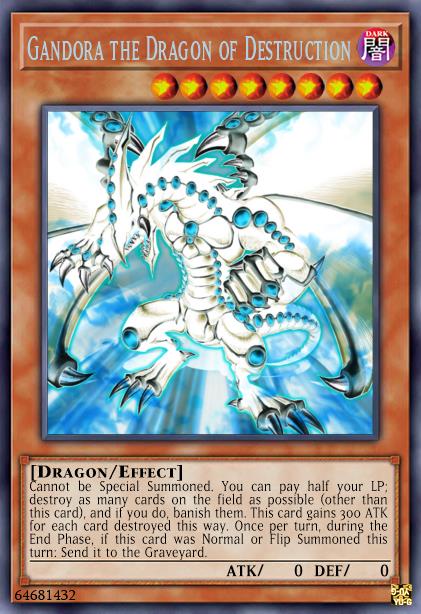 GANDORA THE DRAGON OF DESTRUCTION
DARK
闇
[DRAGON/EFFECT]
Cannot be Special Summoned. You can pay half your LP;
destroy as many cards on the field as possible (other than
this card), and if you do, banish them. This card gains 300 ATK
for each card destroyed this way. Once per turn, during the
End Phase, if this card was Normal or Flip Summoned this
turn: Send it to the Graveyard.
ATK/ 0 DEF/ 0
64681432